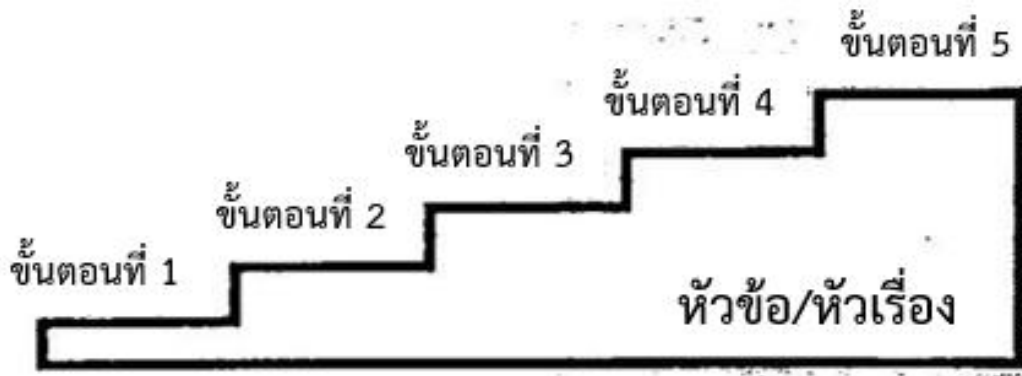 ขั้นตอนที่ 1
ขั้นตอนที่ 2
ขั้นตอนที่ 3
ขั้นตอนที่ 4
ขั้นตอนที่ 5
หัวข้อ/หัวเรื่อง